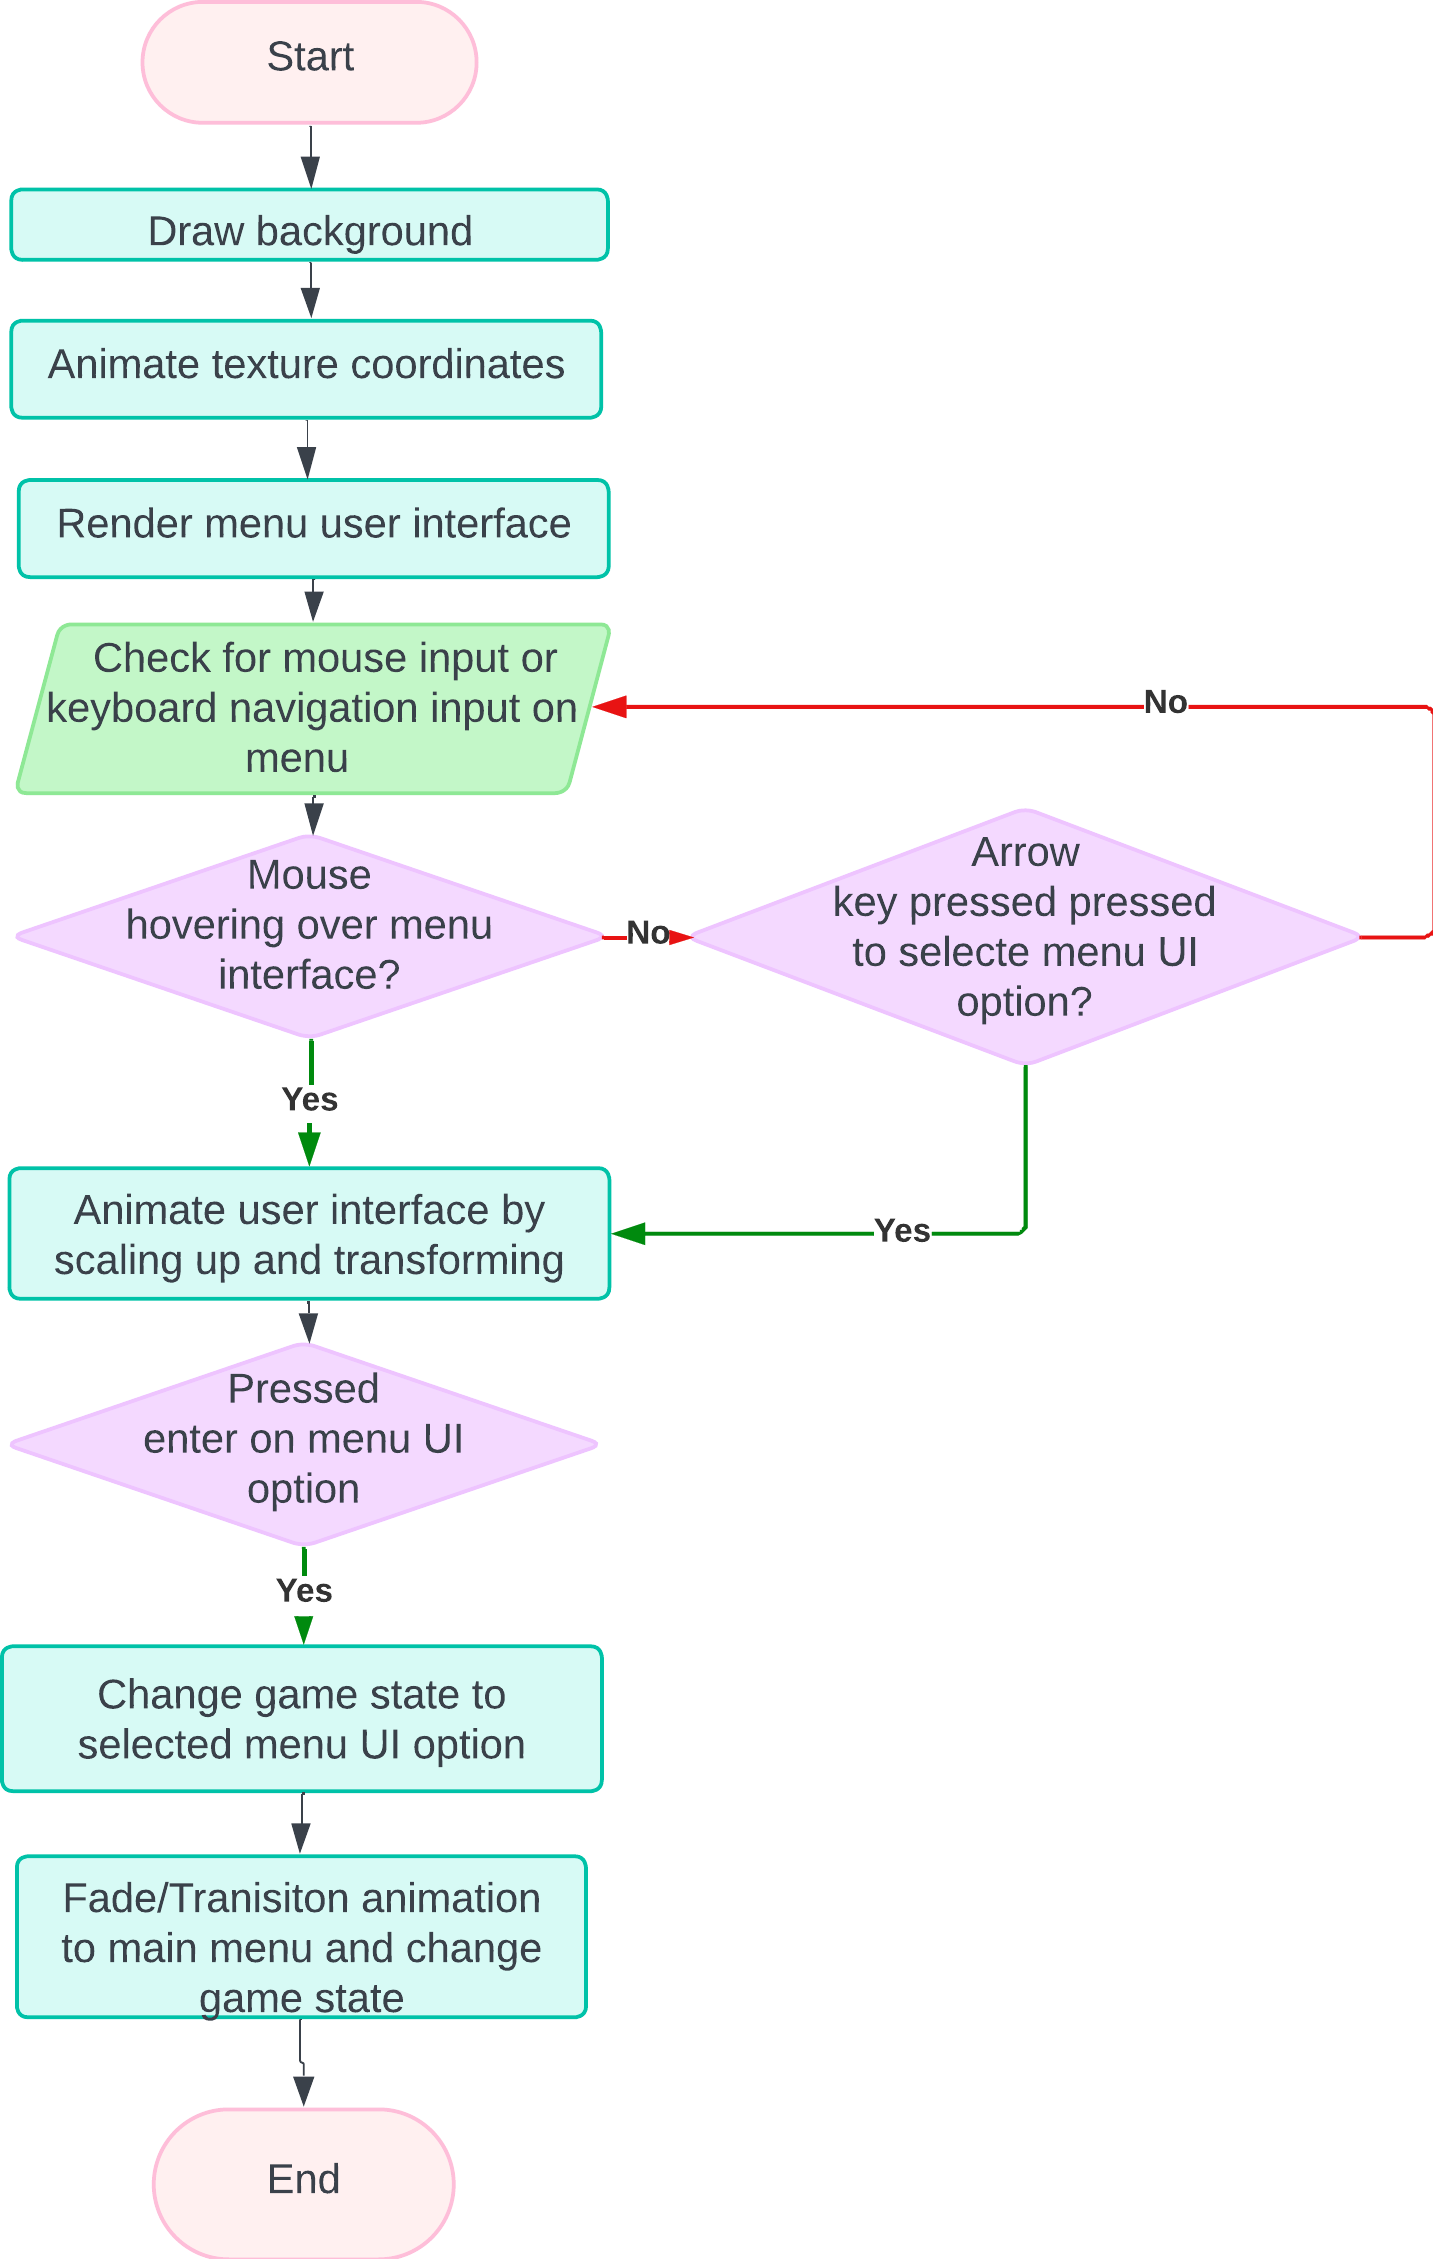 Start
Draw background
Animate texture coordinates
Render menu user interface
Check for mouse input or
keyboard navigation input on
menu
No
Mouse
hovering over menu
interface?
No
Arrow
key pressed pressed
to selecte menu UI
option?
Yes
Animate user interface by
scaling up and transforming
Yes
Pressed
enter on menu UI
option
Yes
Change game state to
selected menu UI option
Fade/Tranisiton animation
to main menu and change
game state
End